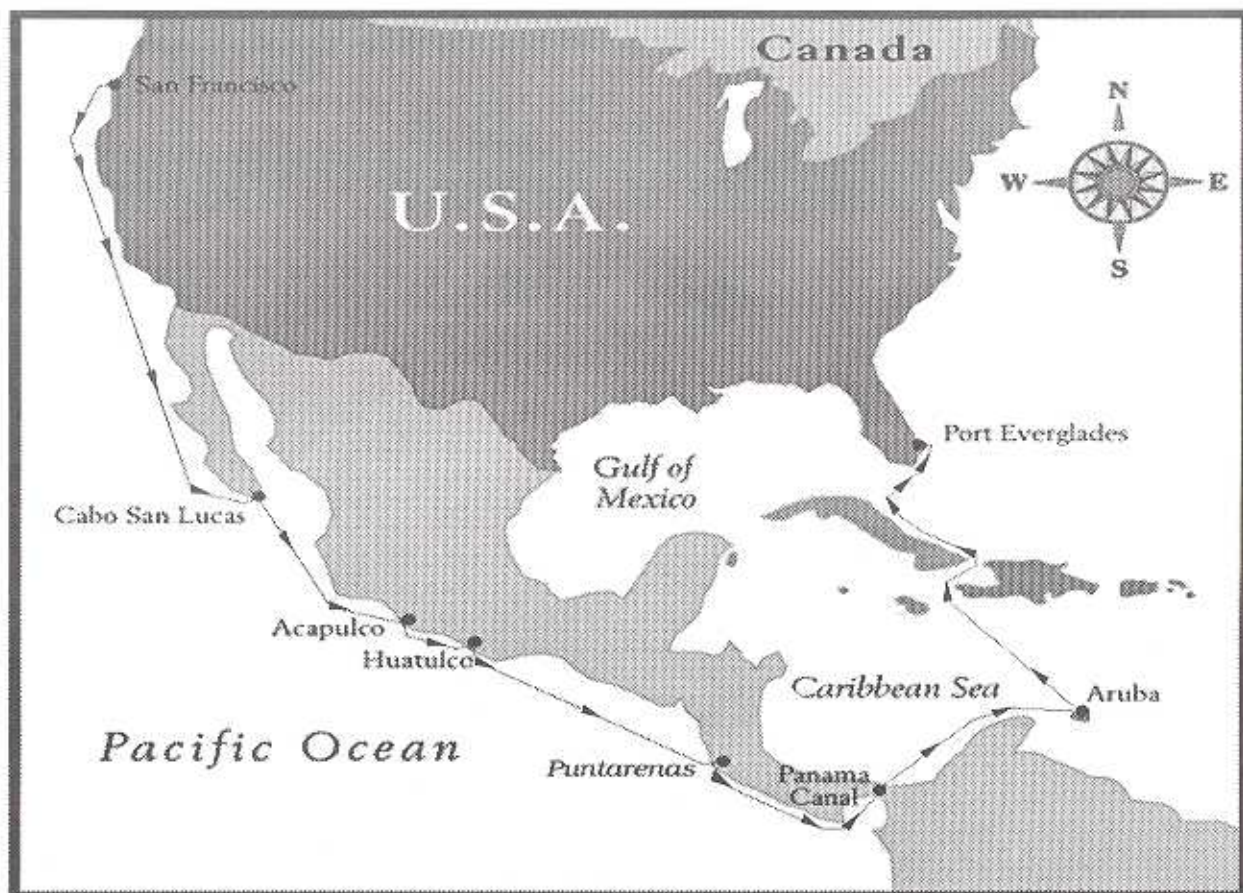 Canada
San Francisco
N
W
E
S
U.S.A.
Port Everglades
Gulf of
Mexico
Cabo San Lucas
Acapulco
Huatulco
Caribbean Sea
Aruba
Pacific Ocean
Puntarenas
Panama
Canal